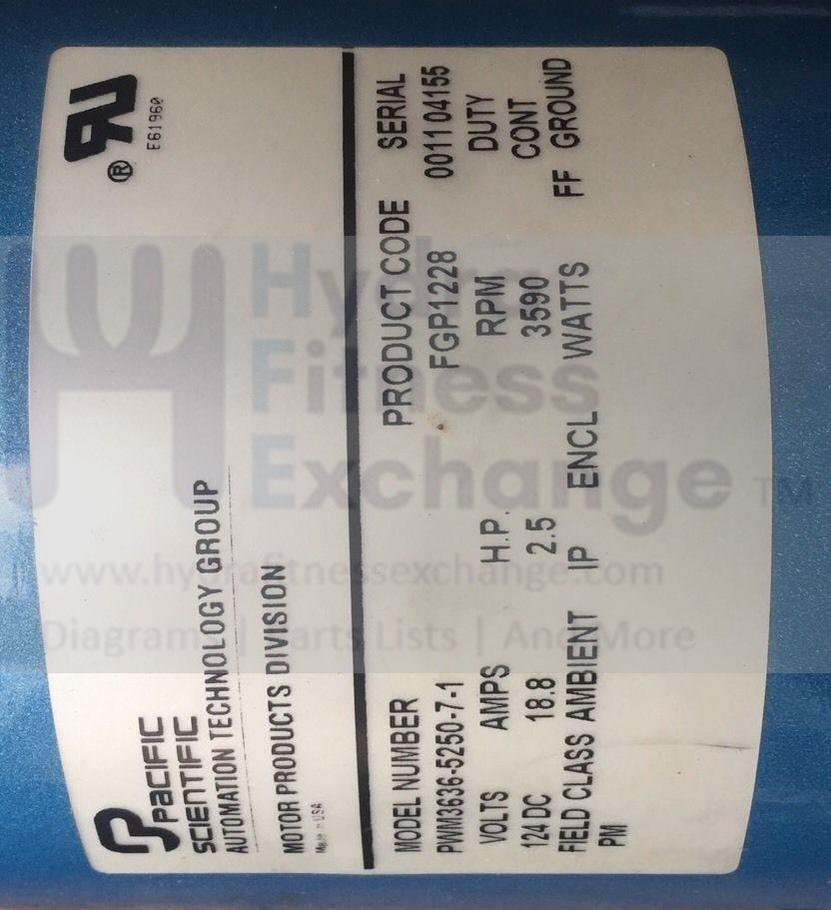 PACIFIC
SCIENTIFIC
AUTOMATION TECHNOLOGY GROUP
MOTOR PRODUCTS DIVISION
Made in USA
®
E61960
MODEL NUMBER PRODUCT CODE SERIAL
PWM3636-5250-7-1 FGP1228 0011 04155
VOLTS AMPS H.P. RPM DUTY
124 DC 18.8 2.5 3590 CONT
FIELD CLASS AMBIENT IP ENCL WATTS FF GROUND
PM
Hydra
Fitness
Exchange TM
www.hydrafitnessexchange.com
Diagrams | Parts Lists | And More